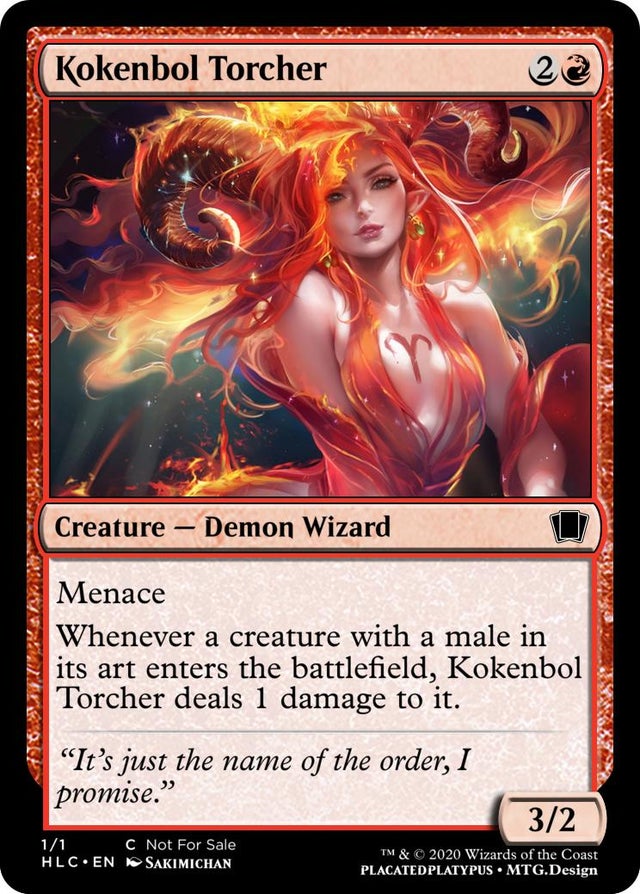 Kokenbol Torcher 2
Creature — Demon Wizard
Menace
Whenever a creature with a male in
its art enters the battlefield, Kokenbol
Torcher deals 1 damage to it.
“It’s just the name of the order, I
promise.”
3/2
1/1 C Not For Sale
HLC•EN Sakimichan
™ & © 2020 Wizards of the Coast
PLACATEDPLATYPUS • MTG.Design